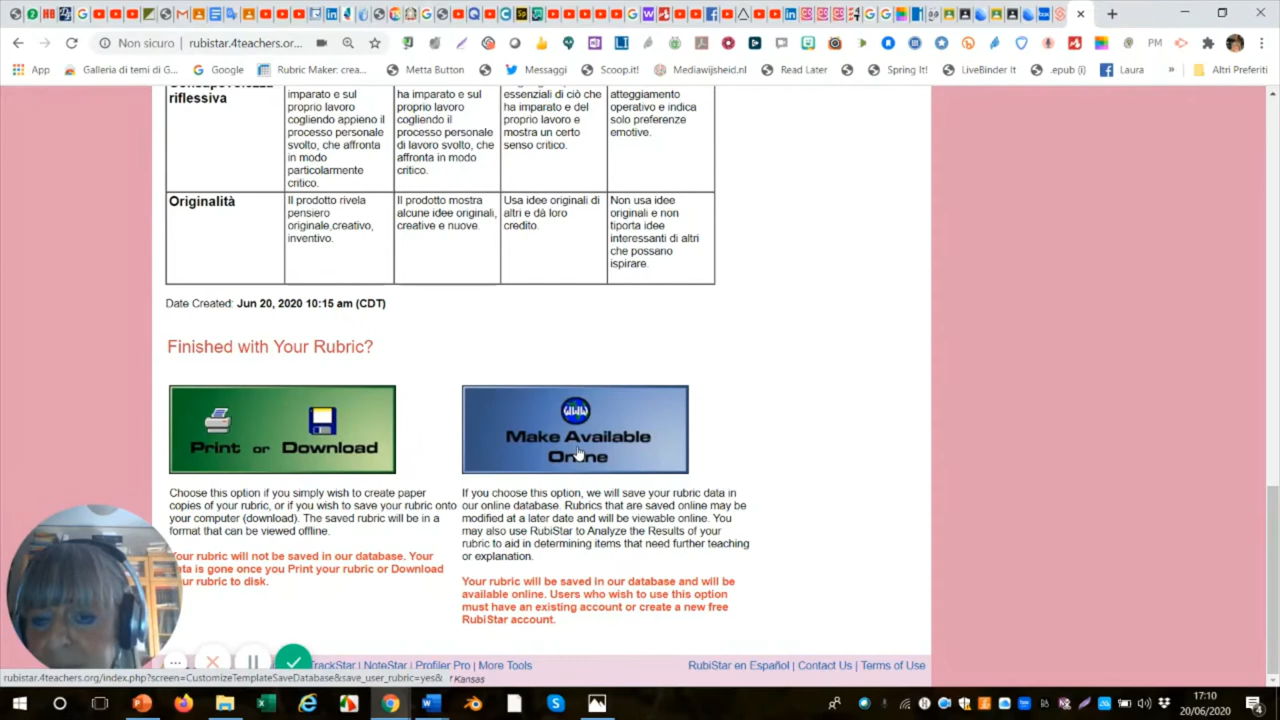 Non sicuro | rubistar.4teachers.or...
PM
App Galleria di temi di G... Google Rubric Maker: crea... Metta Button Messaggi Scoop.it! Mediawijsheid.nl Read Later Spring It! LiveBinder It .epub (i) Laura » Altri Preferiti
riflessiva
imparato e sul
proprio lavoro
cogliendo appieno il
processo personale
svolto, che affronta
in modo
particolarmente
critico.
ha imparato e sul
proprio lavoro
cogliendo il
processo personale
di lavoro svolto, che
affronta in modo
critico.
essenziali di ciò che
ha imparato e del
proprio lavoro e
mostra un certo
senso critico.
atteggiamento
operativo e indica
solo preferenze
emotive.
Originalità
Il prodotto rivela
pensiero
originale,creativo,
inventivo.
Il prodotto mostra
alcune idee originali,
creative e nuove.
Usa idee originali di
altri e dà loro
credito.
Non usa idee
originali e non
tiporta idee
interessanti di altri
che possano
ispirare.
Date Created: Jun 20, 2020 10:15 am (CDT)
Finished with Your Rubric?
Print or Download
WWW
Make Available
Online
Choose this option if you simply wish to create paper
copies of your rubric, or if you wish to save your rubric onto
your computer (download). The saved rubric will be in a
format that can be viewed offline.
Your rubric will not be saved in our database. Your
data is gone once you Print your rubric or Download
your rubric to disk.
If you choose this option, we will save your rubric data in
our online database. Rubrics that are saved online may be
modified at a later date and will be viewable online. You
may also use RubiStar to Analyze the Results of your
rubric to aid in determining items that need further teaching
or explanation.
Your rubric will be saved in our database and will be
available online. Users who wish to use this option
must have an existing account or create a new free
RubiStar account.
TrackStar | NoteStar | Profiler Pro | More Tools
RubiStar en Español | Contact Us | Terms of Use
rubistar.4teachers.org/index.php?screen=CustomizeTemplateSaveDatabase&save_user_rubric=yes&
Kansas
17:10
20/06/2020